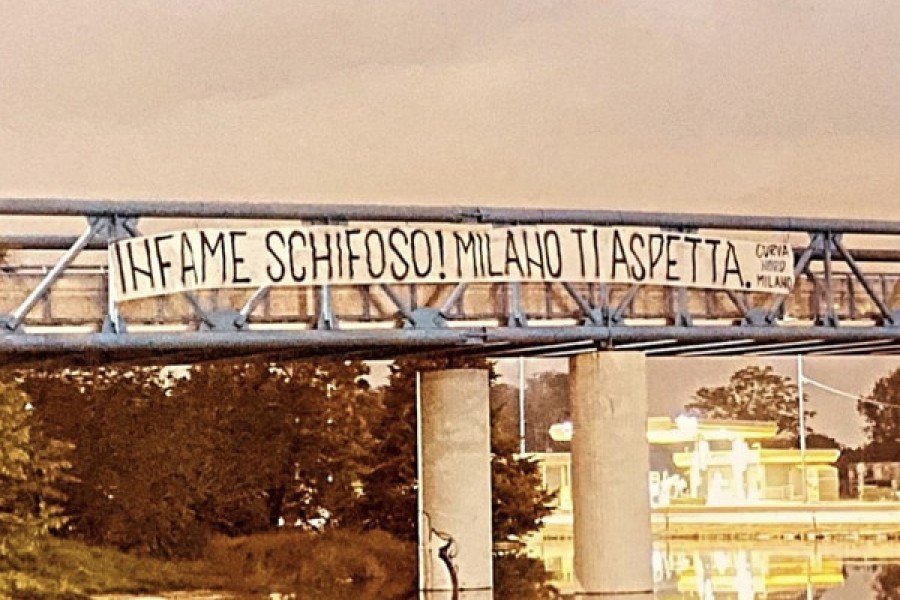 INFAME SCHIFOSO! MILANO TI ASPETTA.
CURVA
NORD
MILANO